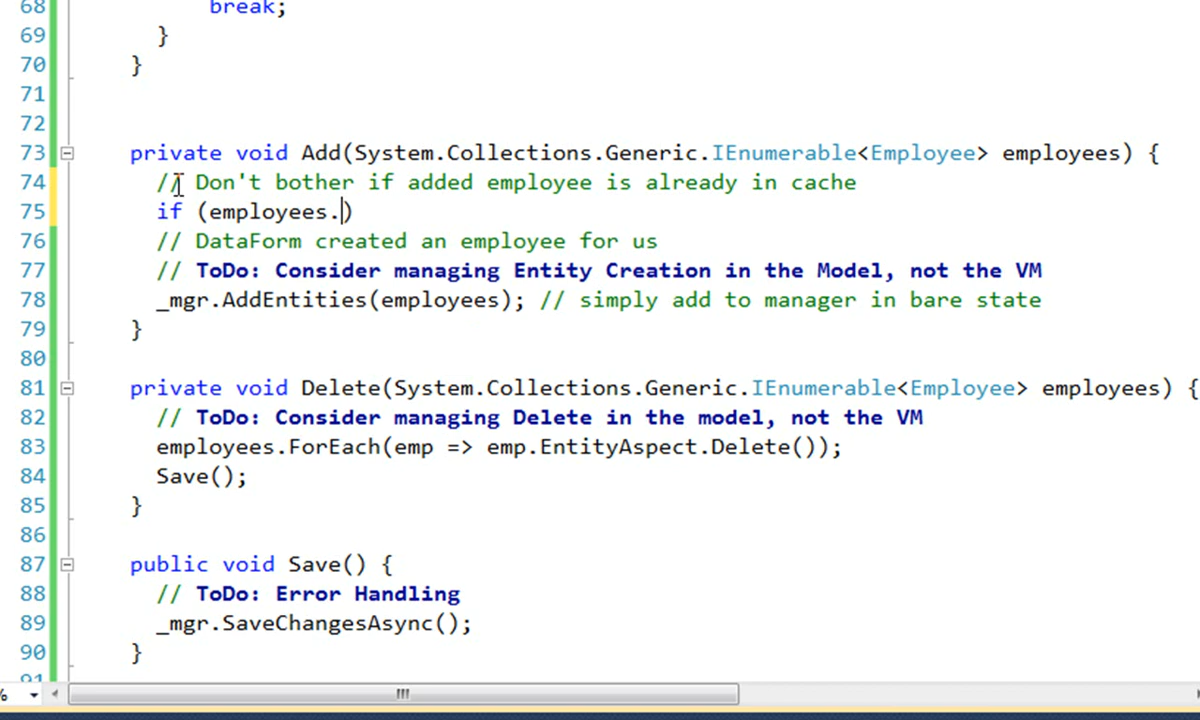 68 break;
69 }
70 }
71
72
73 private void Add(System.Collections.Generic.IEnumerable<Employee> employees) {
74 // Don't bother if added employee is already in cache
75 if (employees.)
76 // DataForm created an employee for us
77 // ToDo: Consider managing Entity Creation in the Model, not the VM
78 _mgr.AddEntities(employees); // simply add to manager in bare state
79 }
80
81 private void Delete(System.Collections.Generic.IEnumerable<Employee> employees) {
82 // ToDo: Consider managing Delete in the model, not the VM
83 employees.ForEach(emp => emp.EntityAspect.Delete());
84 Save();
85 }
86
87 public void Save() {
88 // ToDo: Error Handling
89 _mgr.SaveChangesAsync();
90 }
91
%